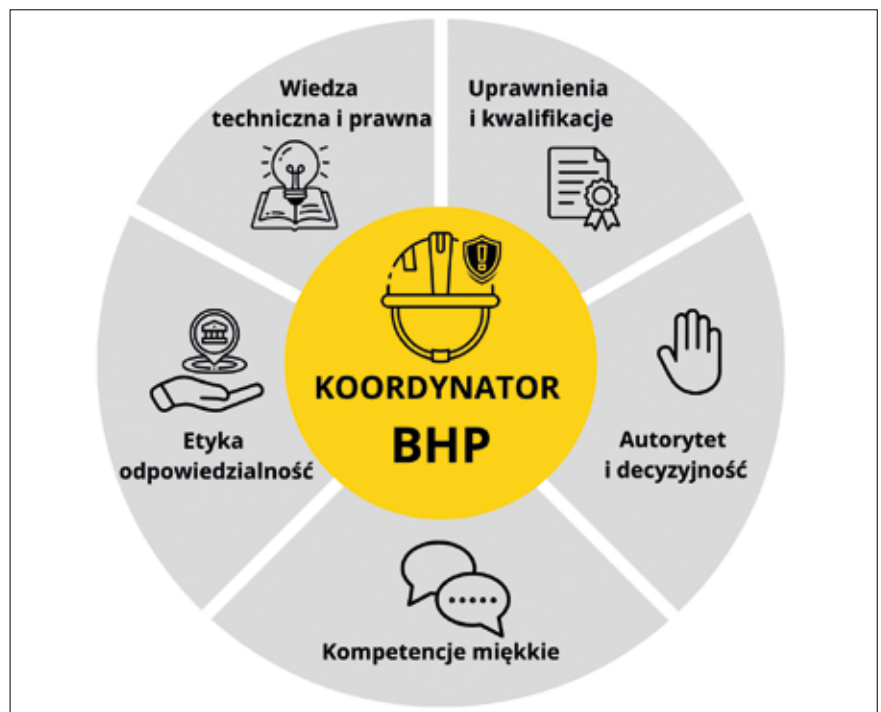 Wiedza
techniczna i prawna
Uprawnienia
i kwalifikacje
KOORDYNATOR
BHP
Etyka
odpowiedzialność
Autorytet
i decyzyjność
Kompetencje miękkie